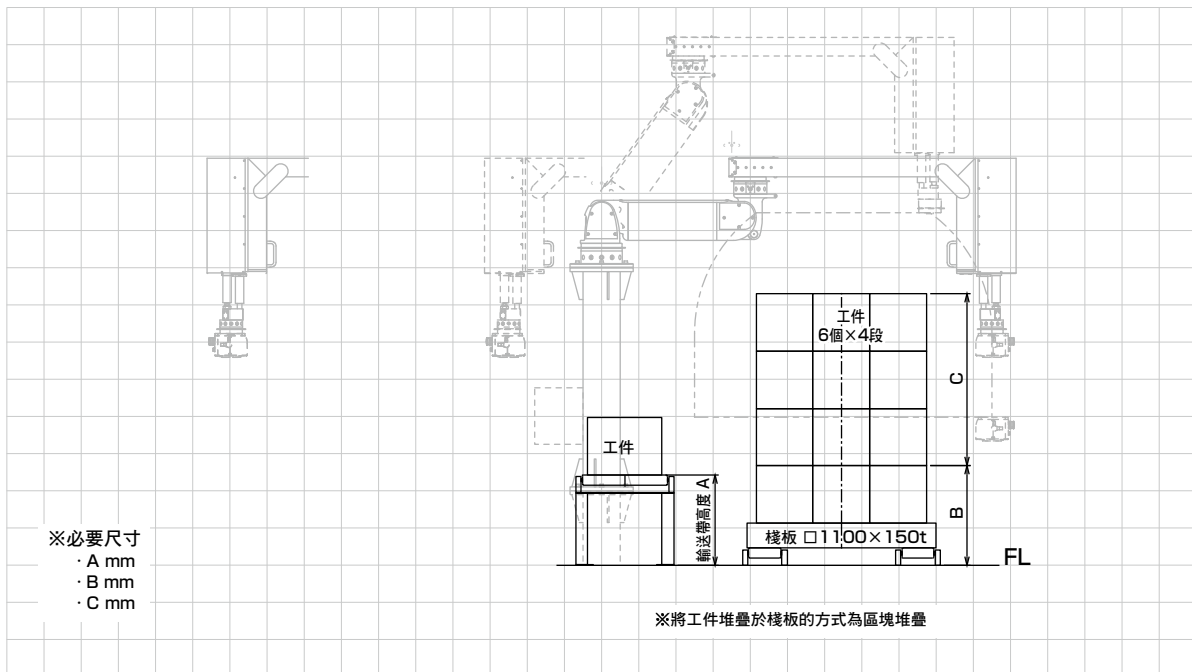 工件
6個×4段
C
工件
輸送帶高度 A
B
棧板 □1100×150t
FL
※必要尺寸
・A mm
・B mm
・C mm
※將工件堆疊於棧板的方式為區塊堆疊